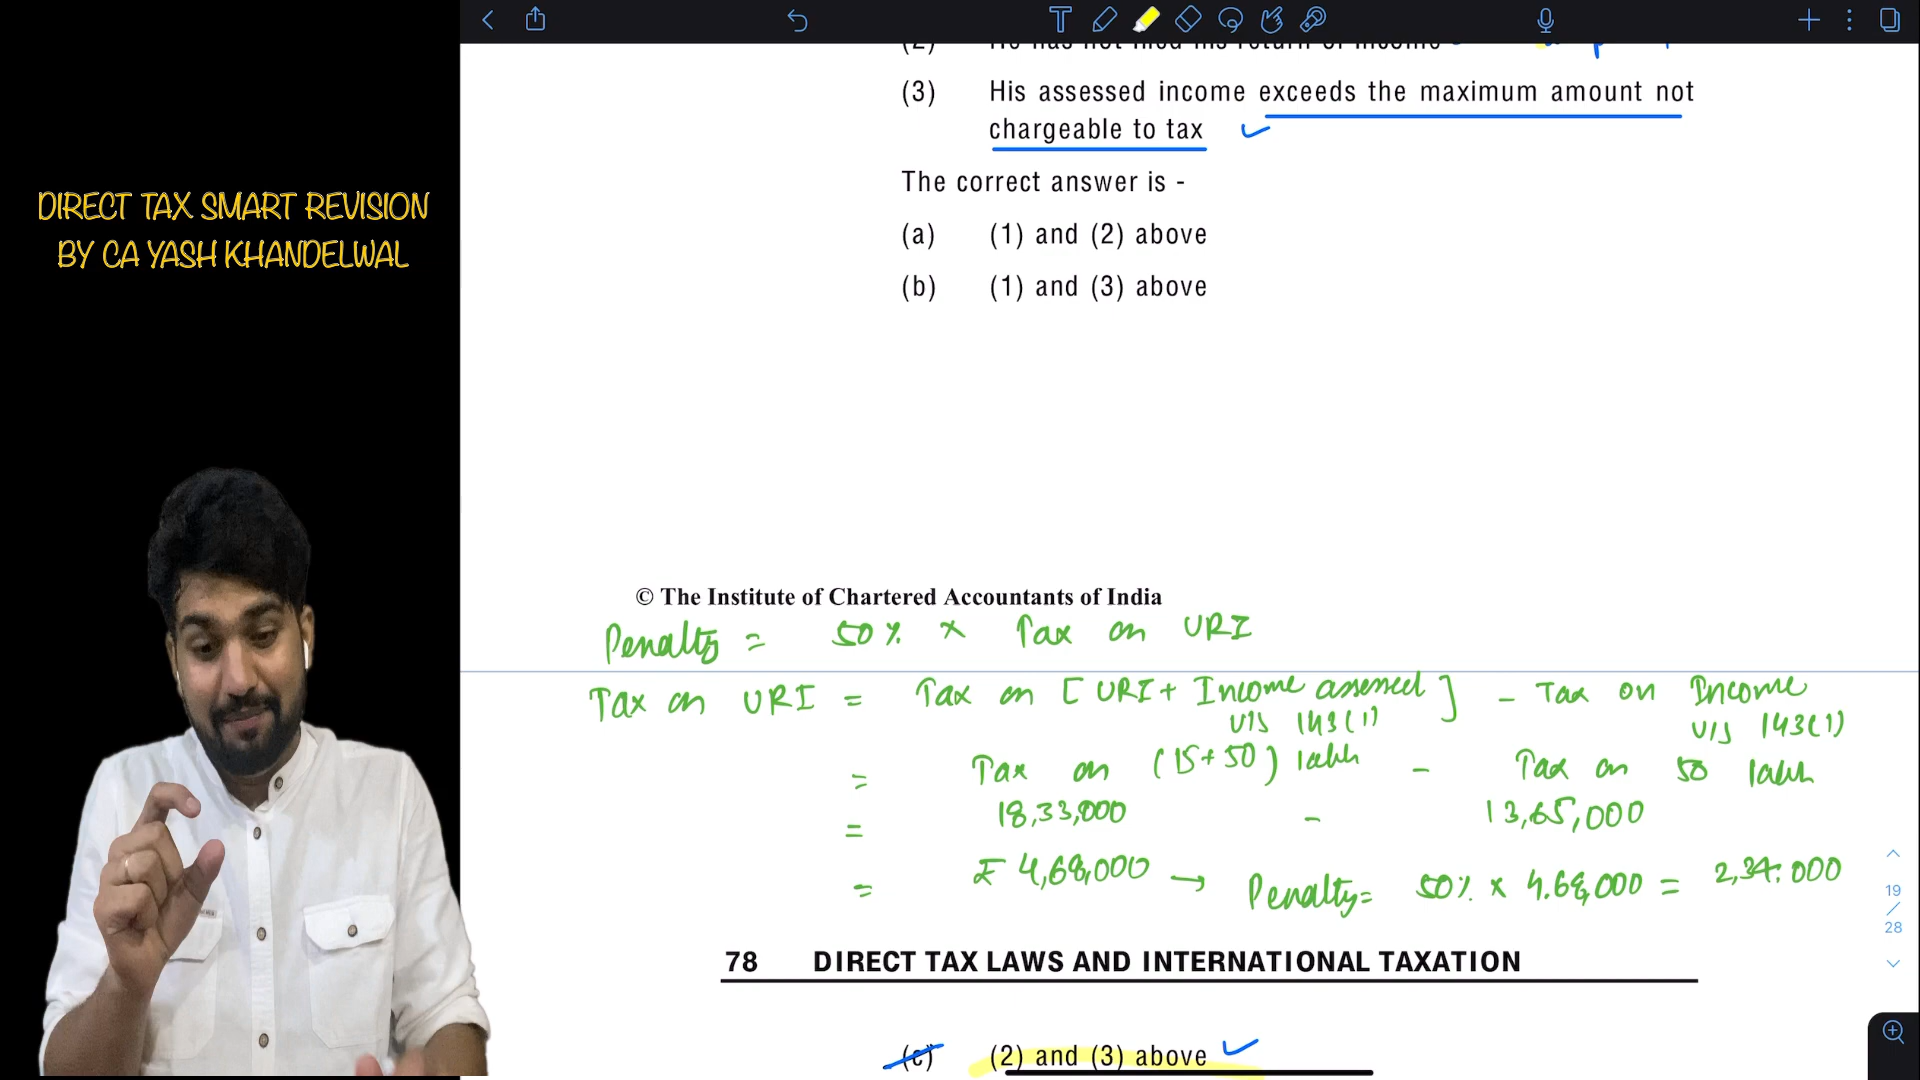 DIRECT TAX SMART REVISION
BY CA YASH KHANDELWAL
(3) His assessed income exceeds the maximum amount not
chargeable to tax
The correct answer is -
(a) (1) and (2) above
(b) (1) and (3) above
© The Institute of Chartered Accountants of India
Penalty = 50% × Tax on URI
Tax on URI = Tax on [URI + Income assessed u/s 143(1)] - Tax on Income u/s 143(1)
= Tax on (15+50) lakh - Tax on 50 lakh
= 18,33,000 - 13,65,000
= ₹ 4,68,000 → Penalty = 50% × 4,68,000 = 2,34,000
19
/
28
78 DIRECT TAX LAWS AND INTERNATIONAL TAXATION
(c) (2) and (3) above